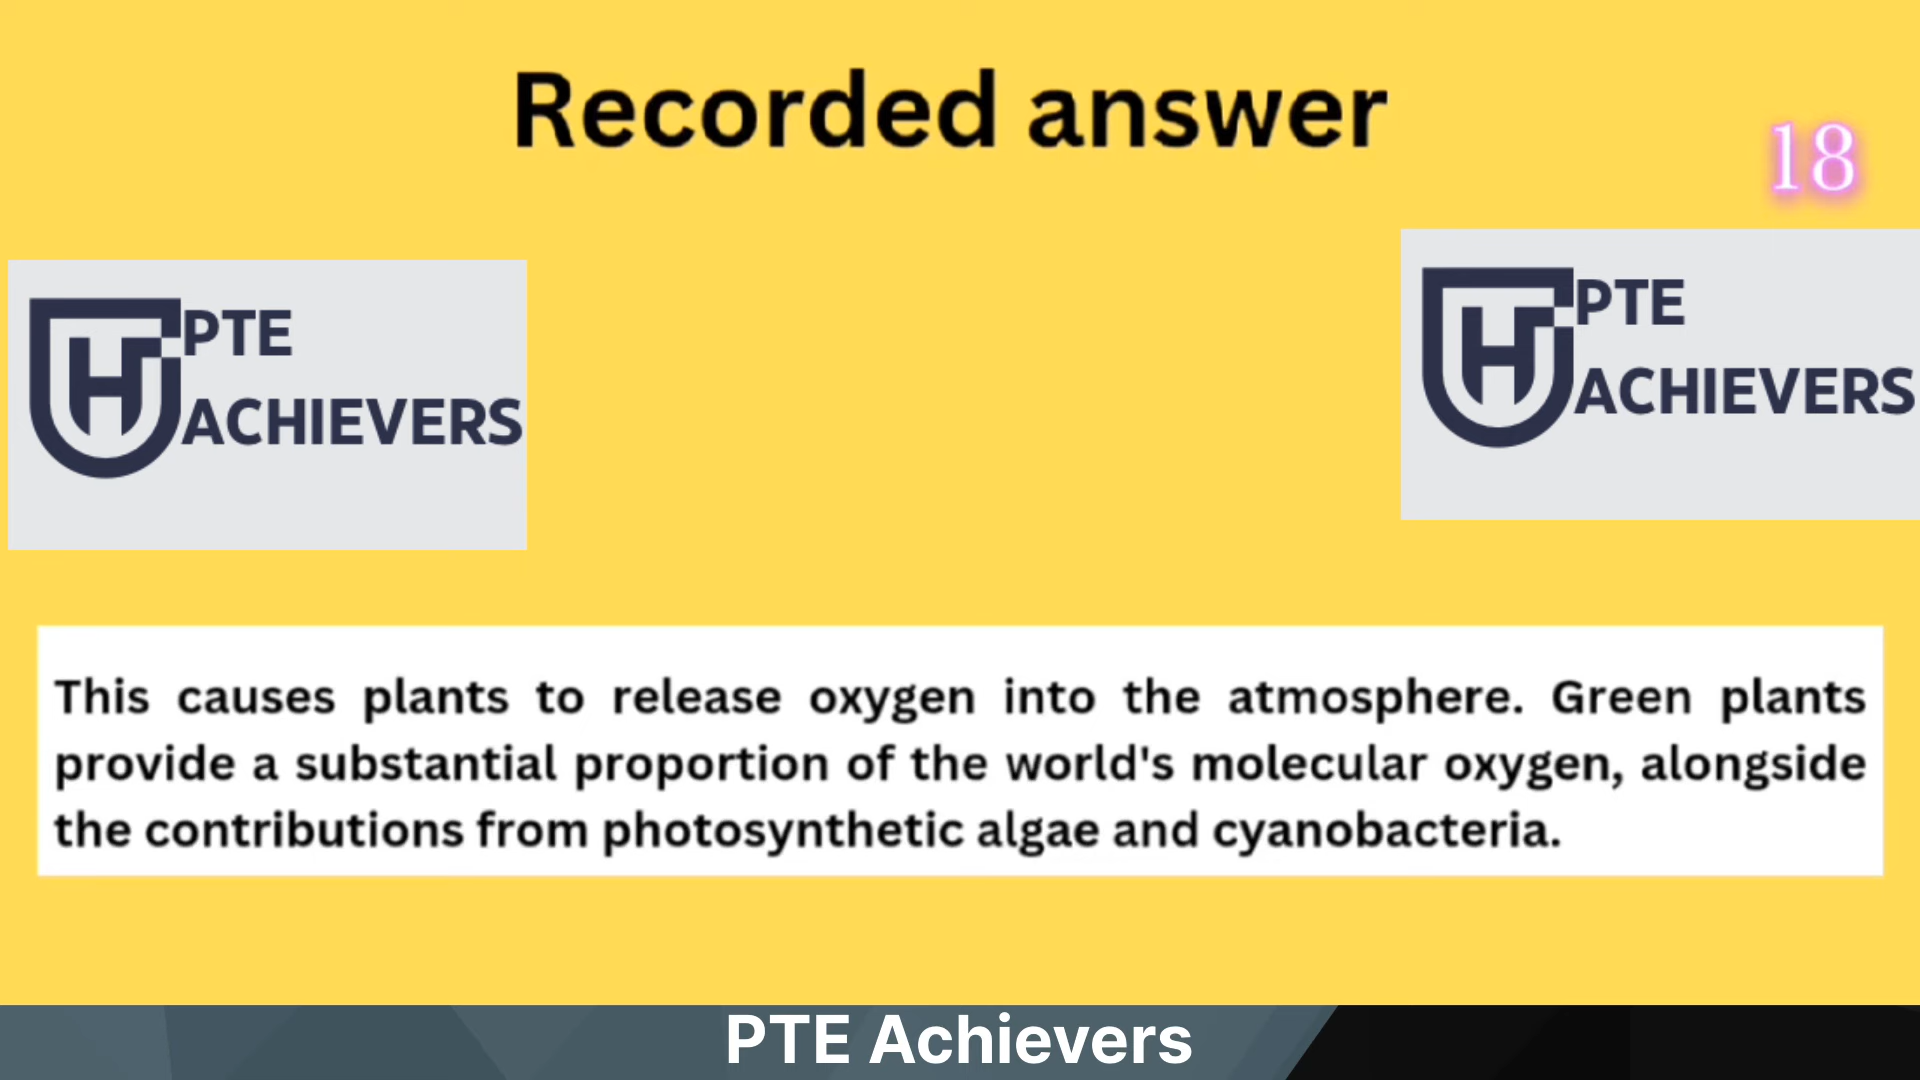 Recorded answer
18
PTE
ACHIEVERS
PTE
ACHIEVERS
This causes plants to release oxygen into the atmosphere. Green plants
provide a substantial proportion of the world's molecular oxygen, alongside
the contributions from photosynthetic algae and cyanobacteria.
PTE Achievers